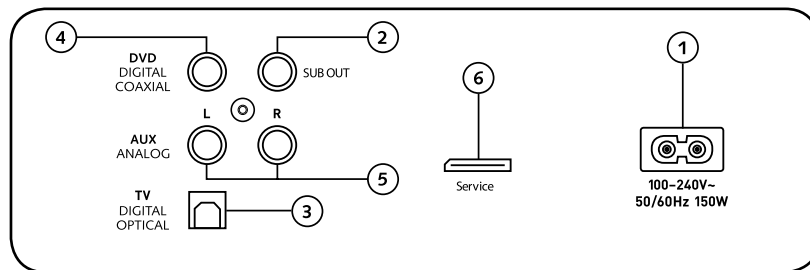 4
2
1
DVD
DIGITAL
COAXIAL
SUB OUT
6
L R
AUX
ANALOG
5
Service
100–240V~
50/60Hz 150W
TV
DIGITAL
OPTICAL
3